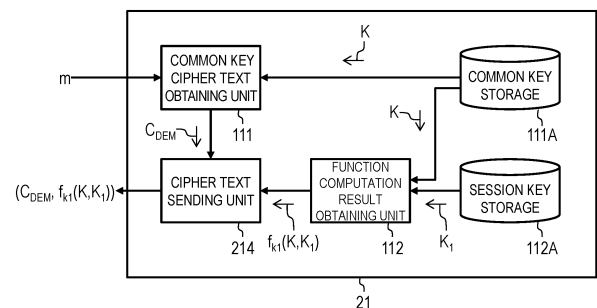 K
m
COMMON KEY
CIPHER TEXT
OBTAINING UNIT
111
COMMON KEY
STORAGE
111A
K
C_DEM
(C_DEM, f_k1(K,K_1))
CIPHER TEXT
SENDING UNIT
214
f_k1(K,K_1)
FUNCTION
COMPUTATION
RESULT
OBTAINING UNIT
112
K_1
SESSION KEY
STORAGE
112A
21